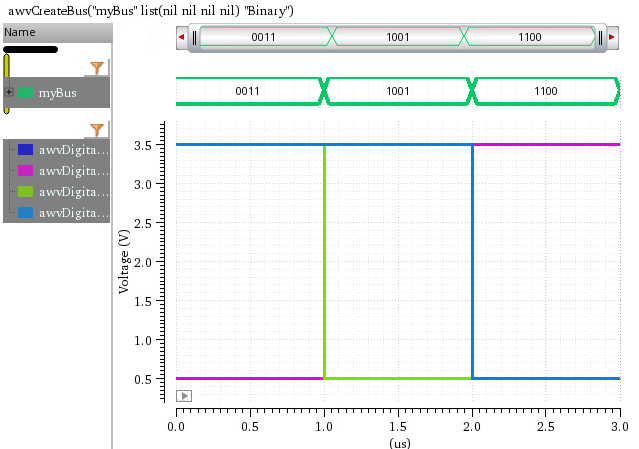 awvCreateBus("myBus" list(nil nil nil nil) "Binary")
Name
0011 1001 1100
myBus
0011 1001 1100
awvDigita...
awvDigita...
awvDigita...
awvDigita...
3.5
3.0
2.5
2.0
1.5
1.0
0.5
Voltage (V)
0.0 0.5 1.0 1.5 2.0 2.5 3.0
(us)